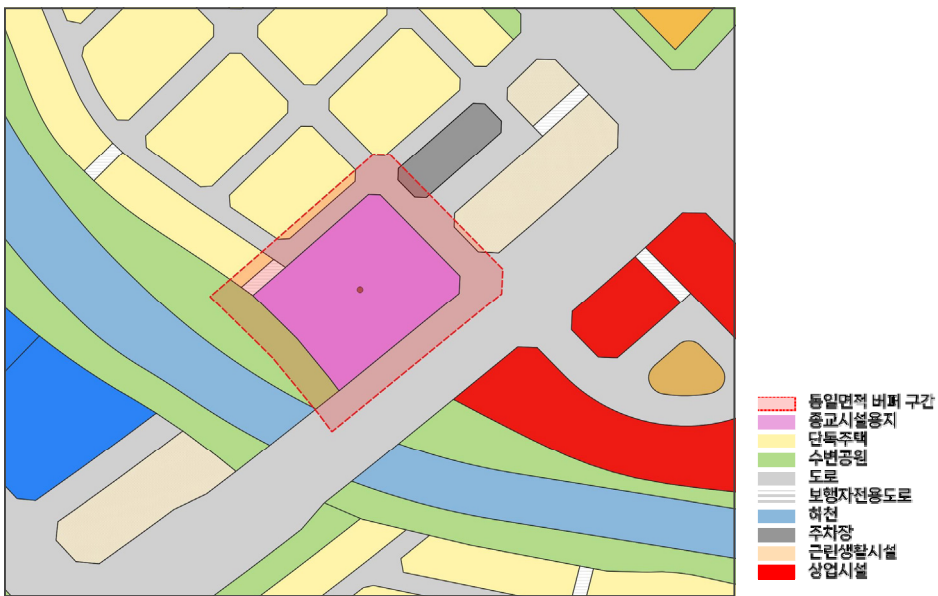 동일면적 버퍼 구간
종교시설용지
단독주택
수변공원
도로
보행자전용도로
하천
주차장
근린생활시설
상업시설